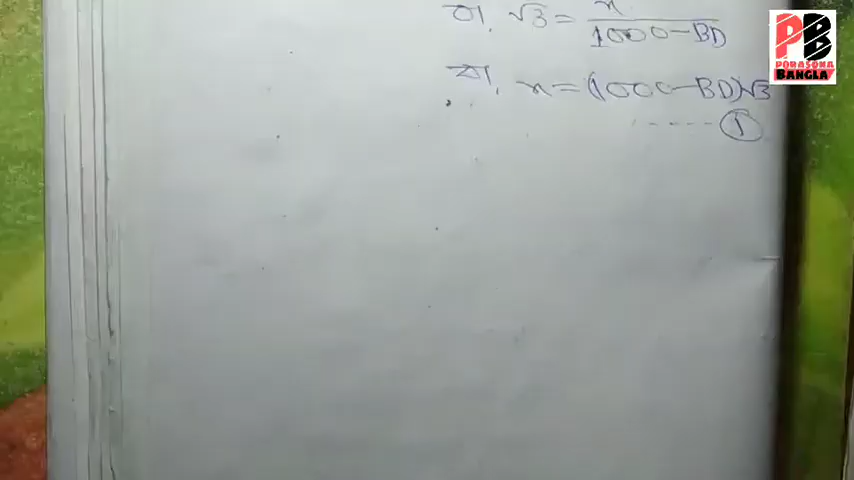 বা, √3 = x / 1000 - BD
বা, x = (1000 - BD)√3
----- ①
PB
PORASONA
BANGLA